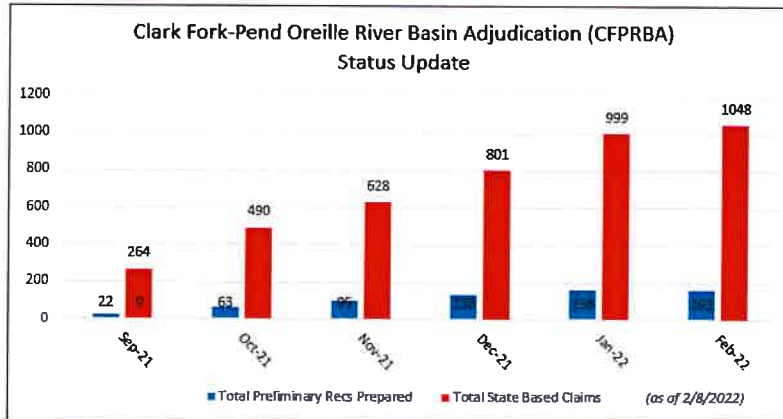 Clark Fork-Pend Oreille River Basin Adjudication (CFPRBA)
Status Update
1200
1000
800
600
400
200
0
22
0
264
63
490
628
801
999
1048
Sep-21
Oct-21
Nov-21
Dec-21
Jan-22
Feb-22
Total Preliminary Recs Prepared
Total State Based Claims
(as of 2/8/2022)